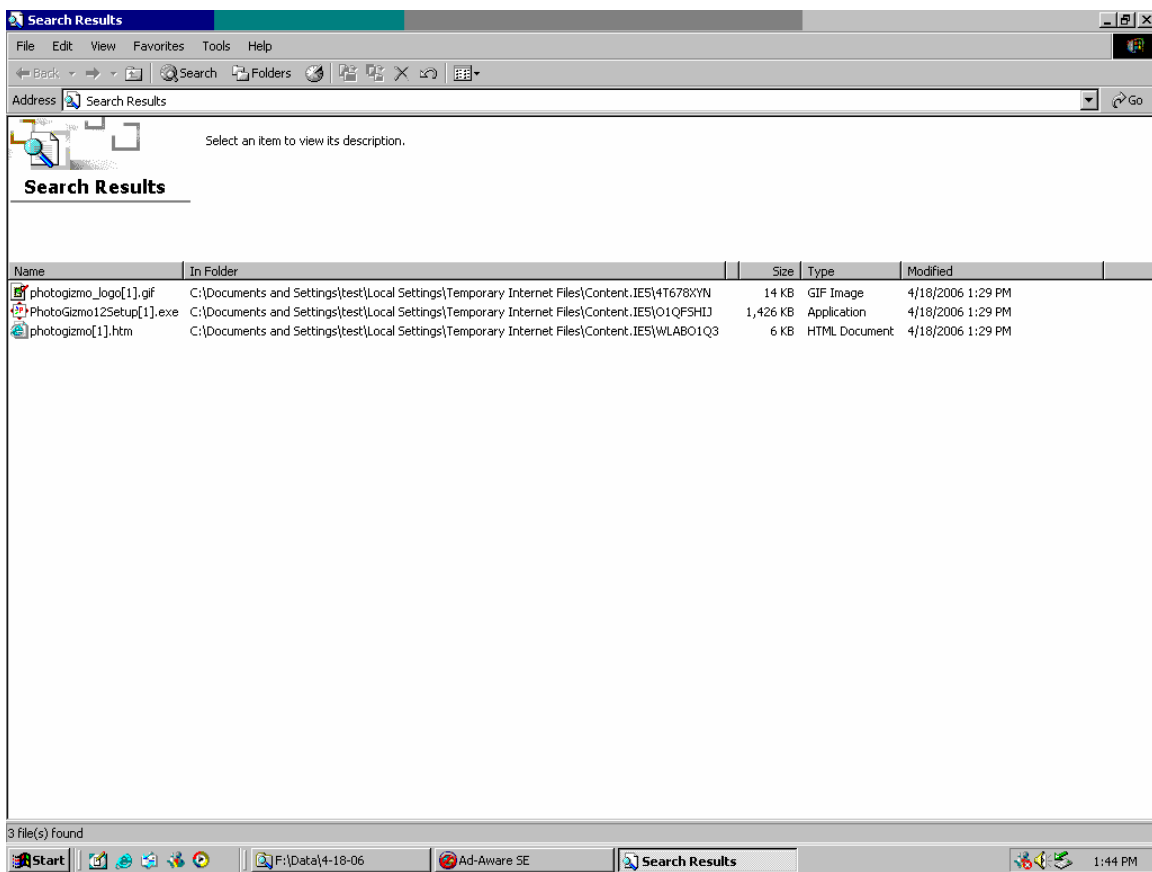 Search Results
File Edit View Favorites Tools Help
Back Search Folders
Address Search Results Go
Select an item to view its description.
Search Results
Name In Folder Size Type Modified
photogizmo_logo[1].gif C:\Documents and Settings\test\Local Settings\Temporary Internet Files\Content.IE5\4T678XYN 14 KB GIF Image 4/18/2006 1:29 PM
PhotoGizmo12Setup[1].exe C:\Documents and Settings\test\Local Settings\Temporary Internet Files\Content.IE5\O1QFSHIJ 1,426 KB Application 4/18/2006 1:29 PM
photogizmo[1].htm C:\Documents and Settings\test\Local Settings\Temporary Internet Files\Content.IE5\WLABO1Q3 6 KB HTML Document 4/18/2006 1:29 PM
3 file(s) found
Start F:\Data\4-18-06 Ad-Aware SE Search Results 1:44 PM